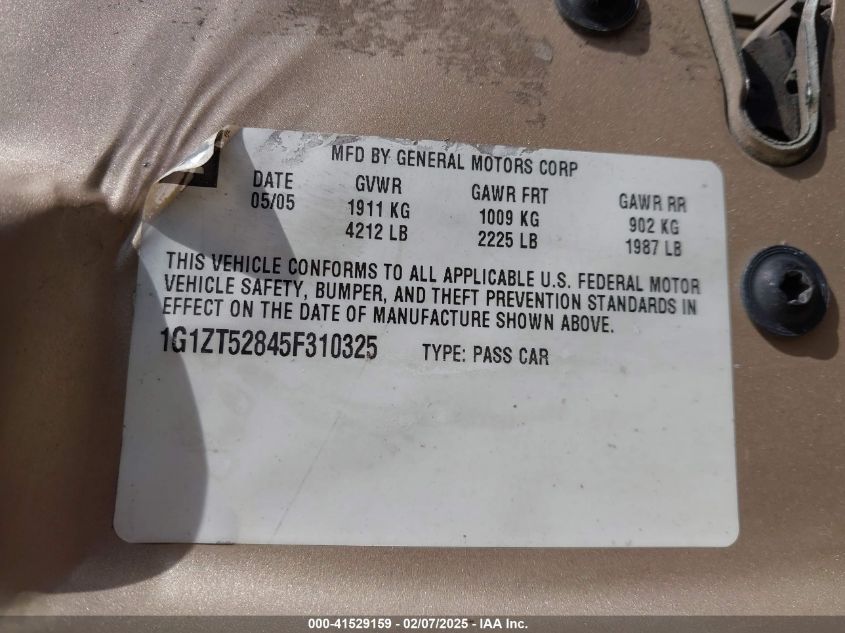 MFD BY GENERAL MOTORS CORP
DATE GVWR GAWR FRT GAWR RR
05/05 1911 KG 1009 KG 902 KG
4212 LB 2225 LB 1987 LB
THIS VEHICLE CONFORMS TO ALL APPLICABLE U.S. FEDERAL MOTOR
VEHICLE SAFETY, BUMPER, AND THEFT PREVENTION STANDARDS IN
EFFECT ON THE DATE OF MANUFACTURE SHOWN ABOVE.
1G1ZT52845F310325 TYPE: PASS CAR
000-41529159 - 02/07/2025 - IAA Inc.